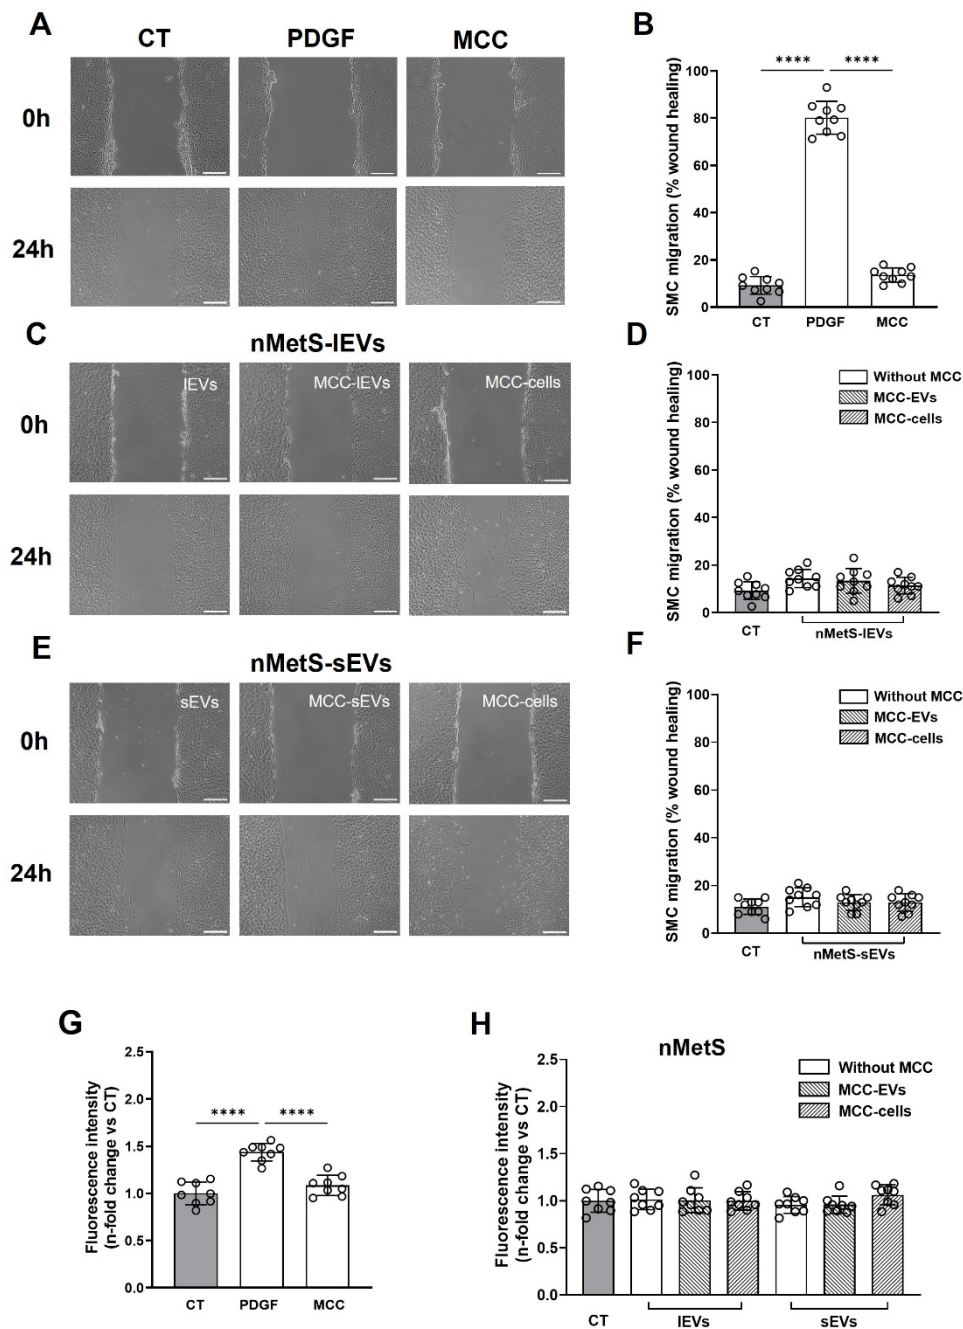 A
CT PDGF MCC
0h
24h
B
SMC migration (% wound healing)
100
80
60
40
20
0
**** ****
CT PDGF MCC
C
nMetS-lEVs
lEVs MCC-lEVs MCC-cells
0h
24h
D
SMC migration (% wound healing)
100
80
60
40
20
0
Without MCC
MCC-EVs
MCC-cells
CT
nMetS-lEVs
E
nMetS-sEVs
sEVs MCC-sEVs MCC-cells
0h
24h
F
SMC migration (% wound healing)
100
80
60
40
20
0
Without MCC
MCC-EVs
MCC-cells
CT
nMetS-sEVs
G
Fluorescence intensity
(n-fold change vs CT)
2.5
2.0
1.5
1.0
0.5
0.0
**** ****
CT PDGF MCC
H
nMetS
Fluorescence intensity
(n-fold change vs CT)
2.5
2.0
1.5
1.0
0.5
0.0
Without MCC
MCC-EVs
MCC-cells
CT lEVs sEVs